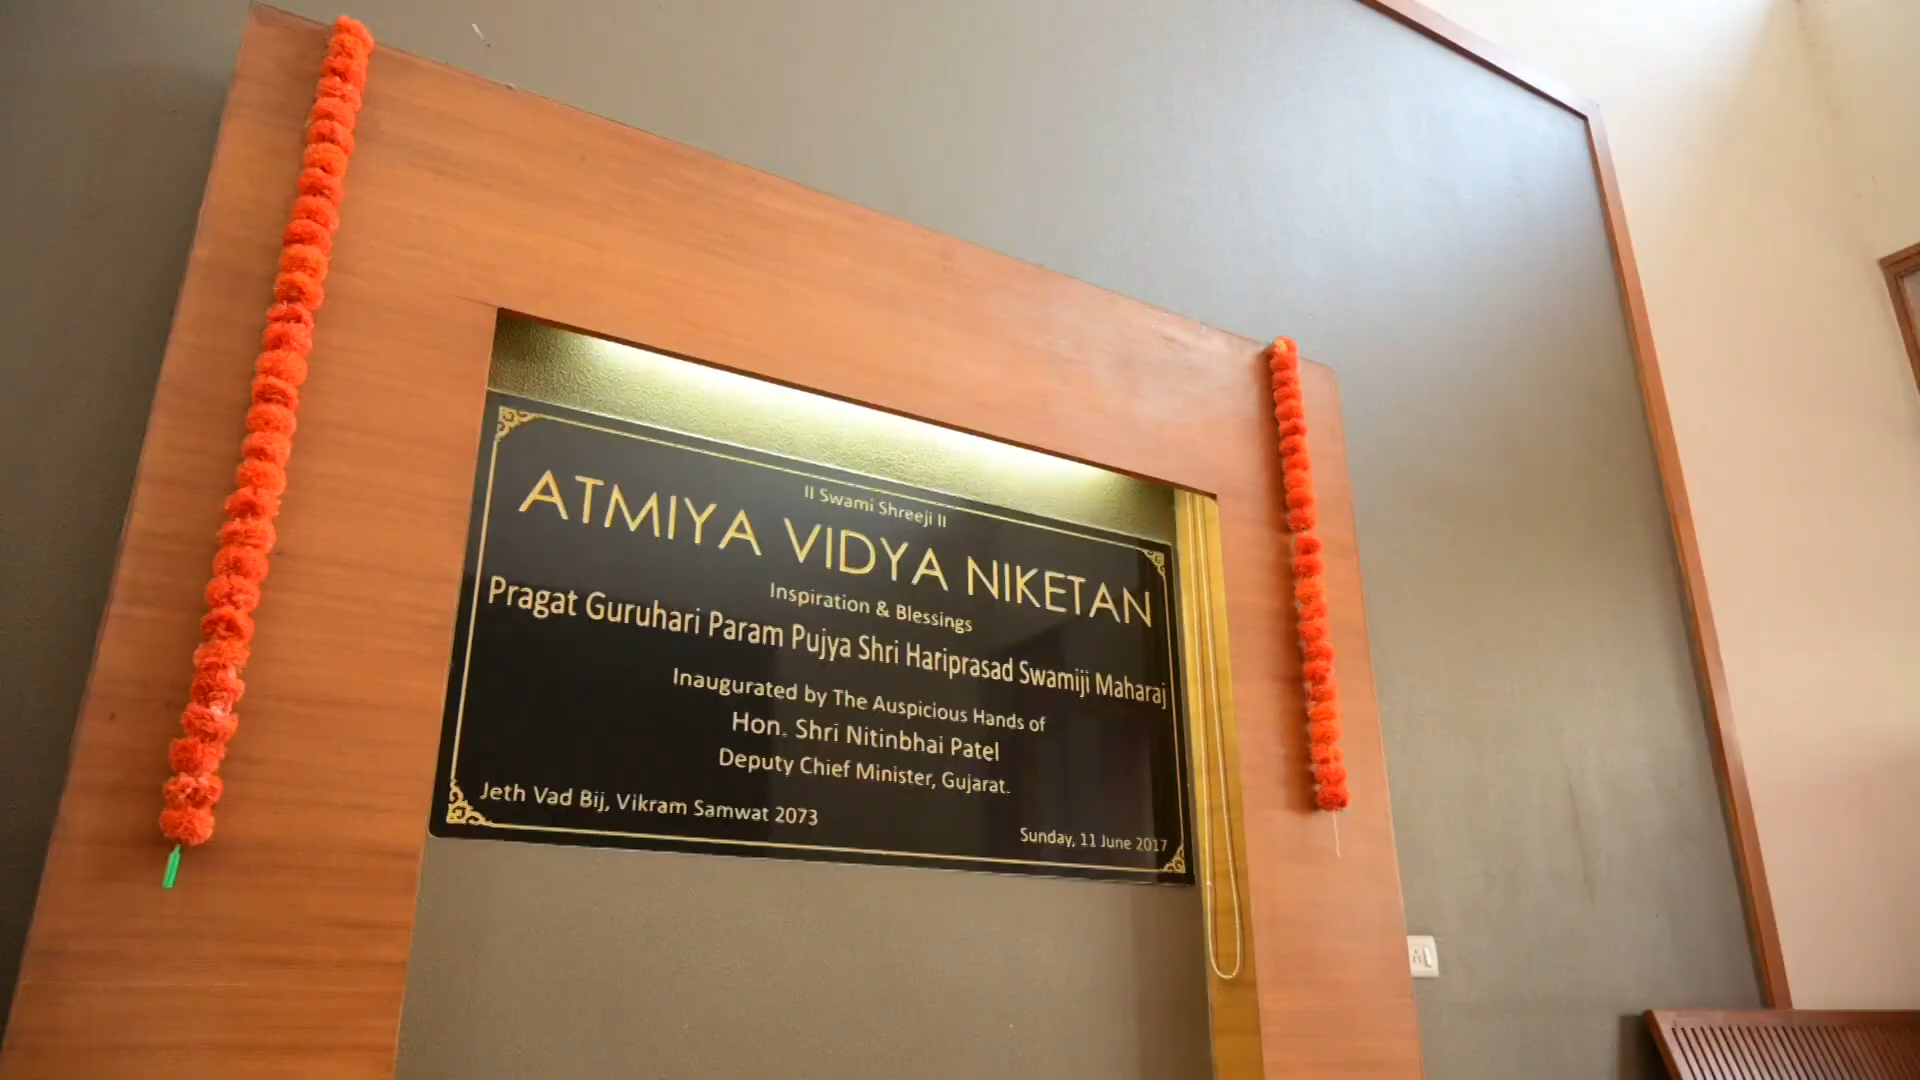 II Swami Shreeji II
ATMIYA VIDYA NIKETAN
Inspiration & Blessings
Pragat Guruhari Param Pujya Shri Hariprasad Swamiji Maharaj
Inaugurated by The Auspicious Hands of
Hon. Shri Nitinbhai Patel
Deputy Chief Minister, Gujarat.
Jeth Vad Bij, Vikram Samwat 2073
Sunday, 11 June 2017